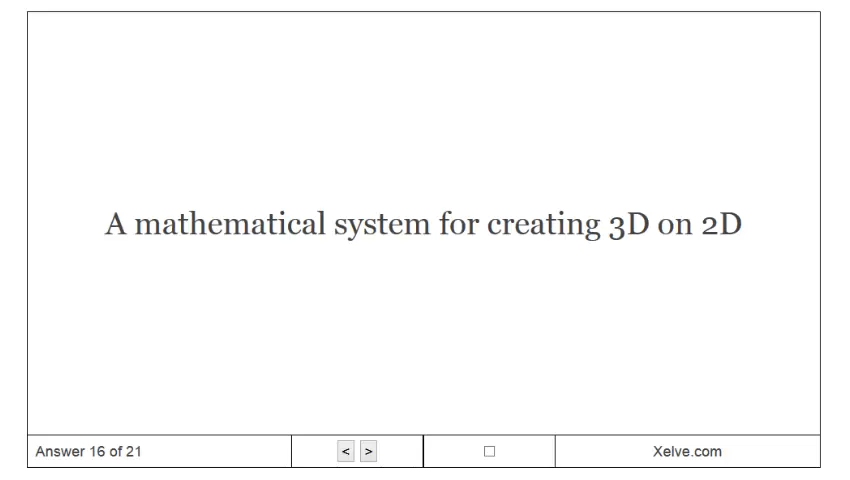 A mathematical system for creating 3D on 2D
Answer 16 of 21
< >
Xelve.com